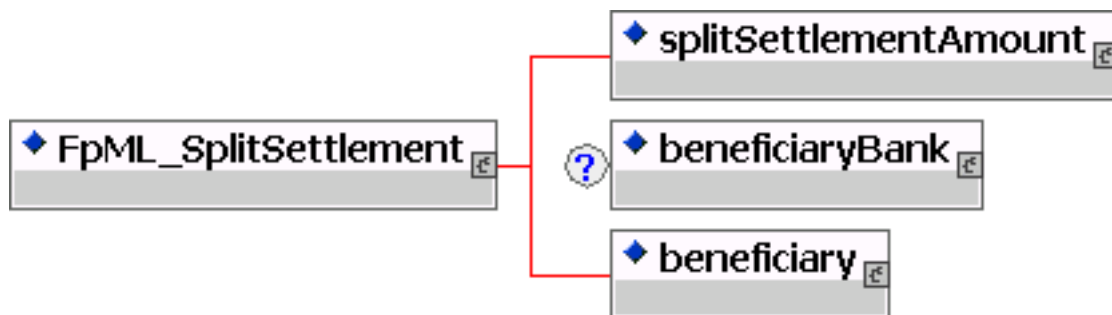 splitSettlementAmount
FpML_SplitSettlement
?
beneficiaryBank
beneficiary